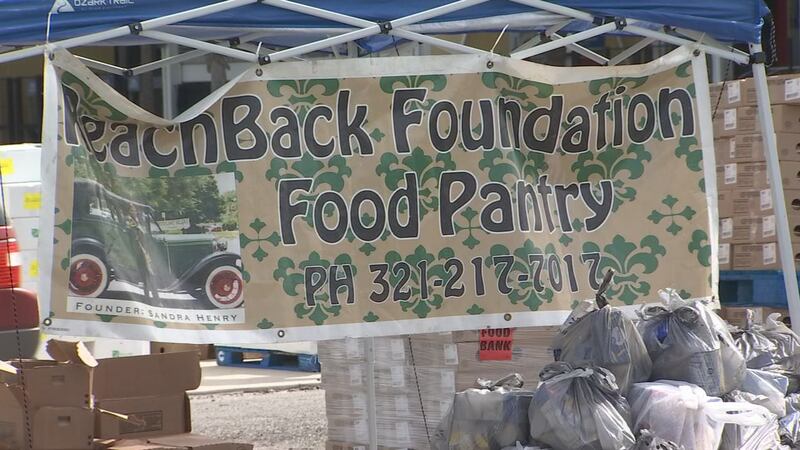 OZARK TRAIL
ReachBack Foundation
Food Pantry
PH 321-217-7017
FOUNDER: SANDRA HENRY
FOOD
BANK